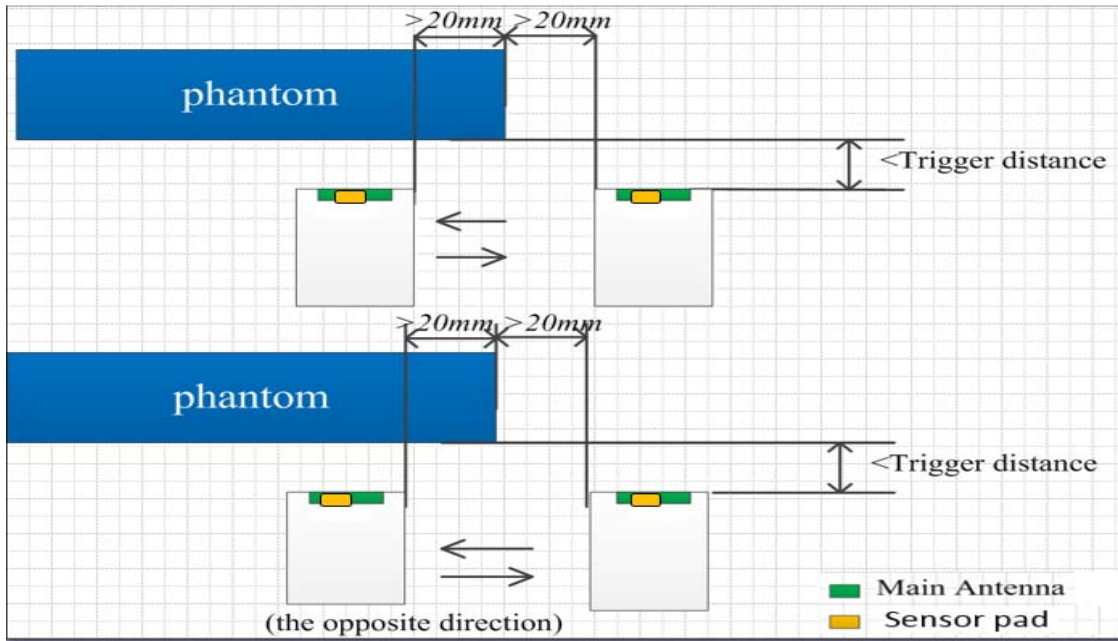 >20mm >20mm
phantom
<Trigger distance
>20mm >20mm
phantom
<Trigger distance
(the opposite direction)
Main Antenna
Sensor pad